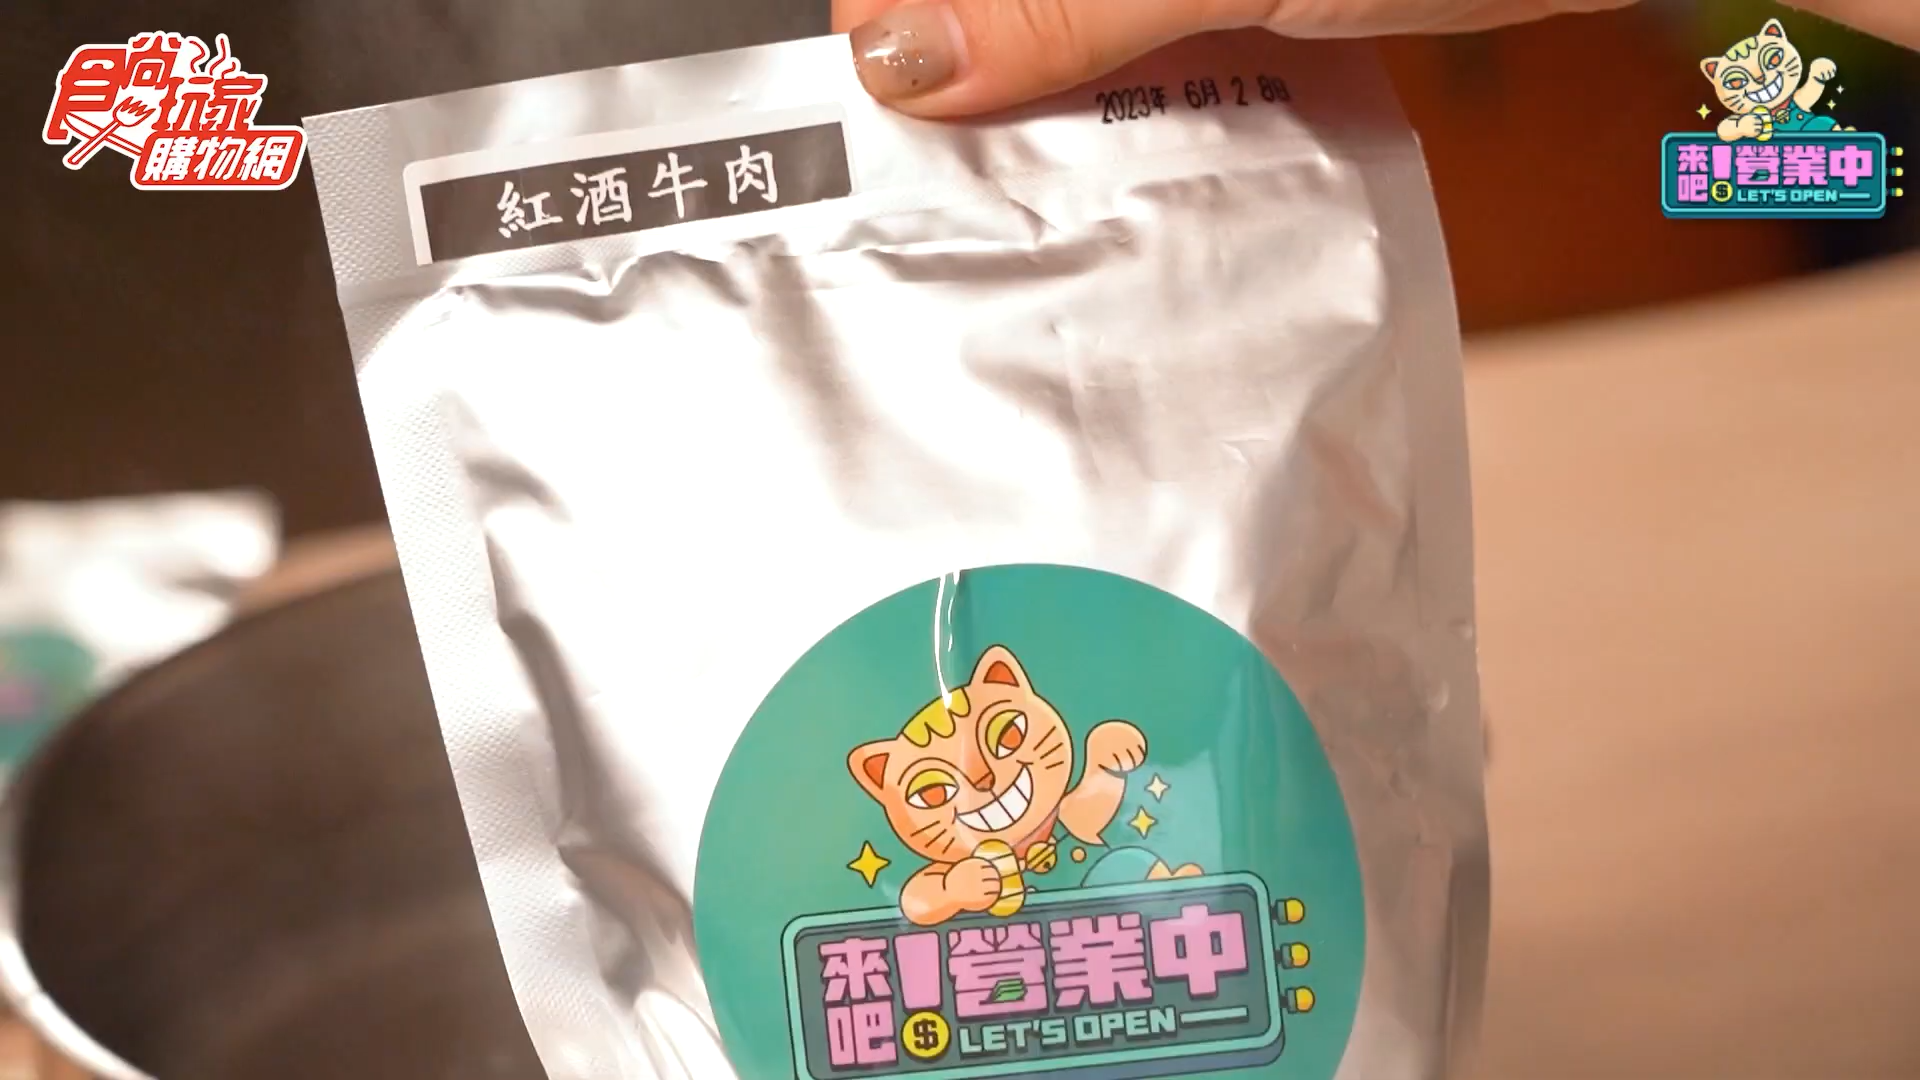 食尚玩家
購物網
來吧!營業中
LET'S OPEN
2023年 6月 2 8日
紅酒牛肉
來吧!營業中
$ LET'S OPEN